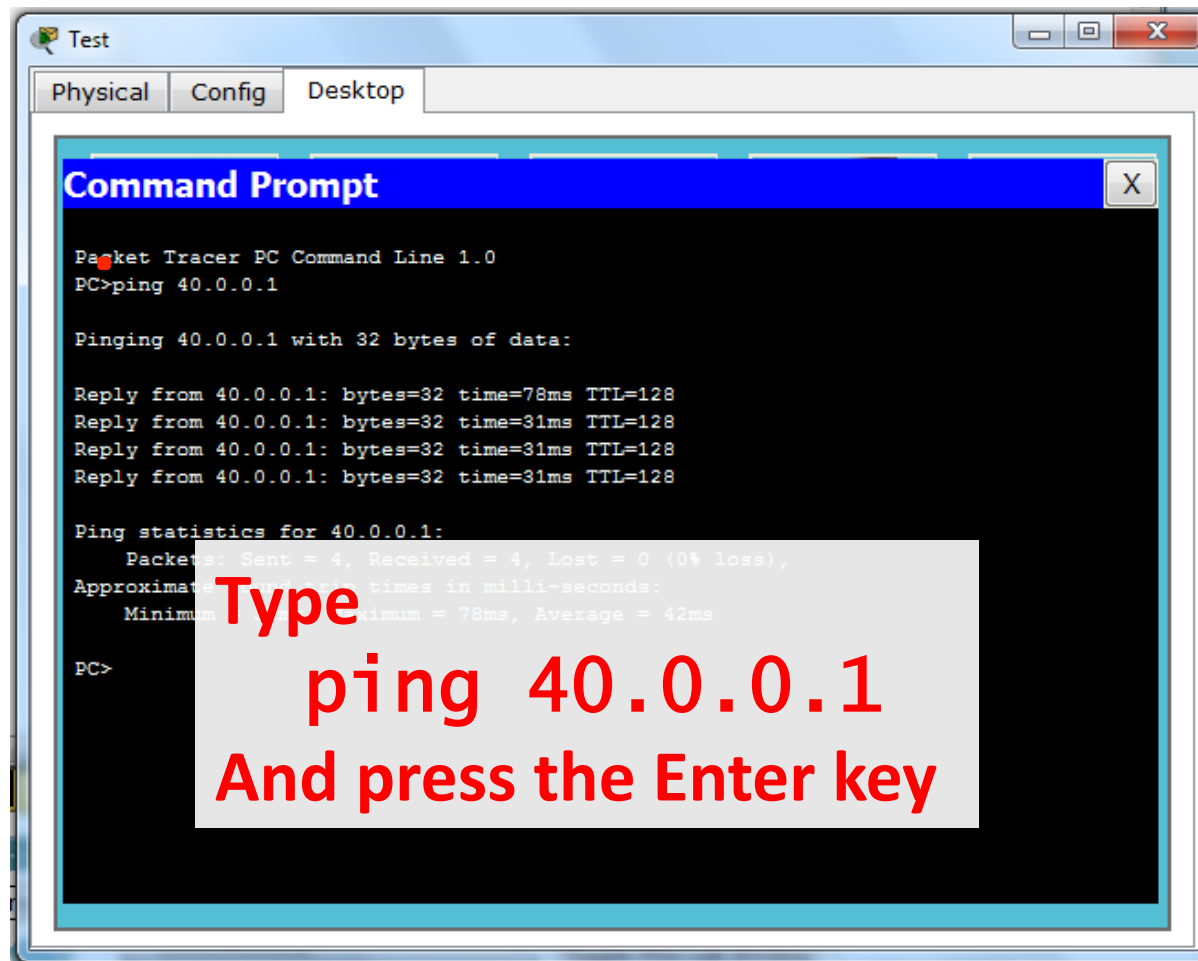 Test
Physical Config Desktop
Command Prompt X
Packet Tracer PC Command Line 1.0
PC>ping 40.0.0.1
Pinging 40.0.0.1 with 32 bytes of data:
Reply from 40.0.0.1: bytes=32 time=78ms TTL=128
Reply from 40.0.0.1: bytes=32 time=31ms TTL=128
Reply from 40.0.0.1: bytes=32 time=31ms TTL=128
Reply from 40.0.0.1: bytes=32 time=31ms TTL=128
Ping statistics for 40.0.0.1:
Packets: Sent = 4, Received = 4, Lost = 0 (0% loss),
Approximate trip times in milli-seconds:
Minimum = 78ms, Average = 42ms
PC>
Type
ping 40.0.0.1
And press the Enter key